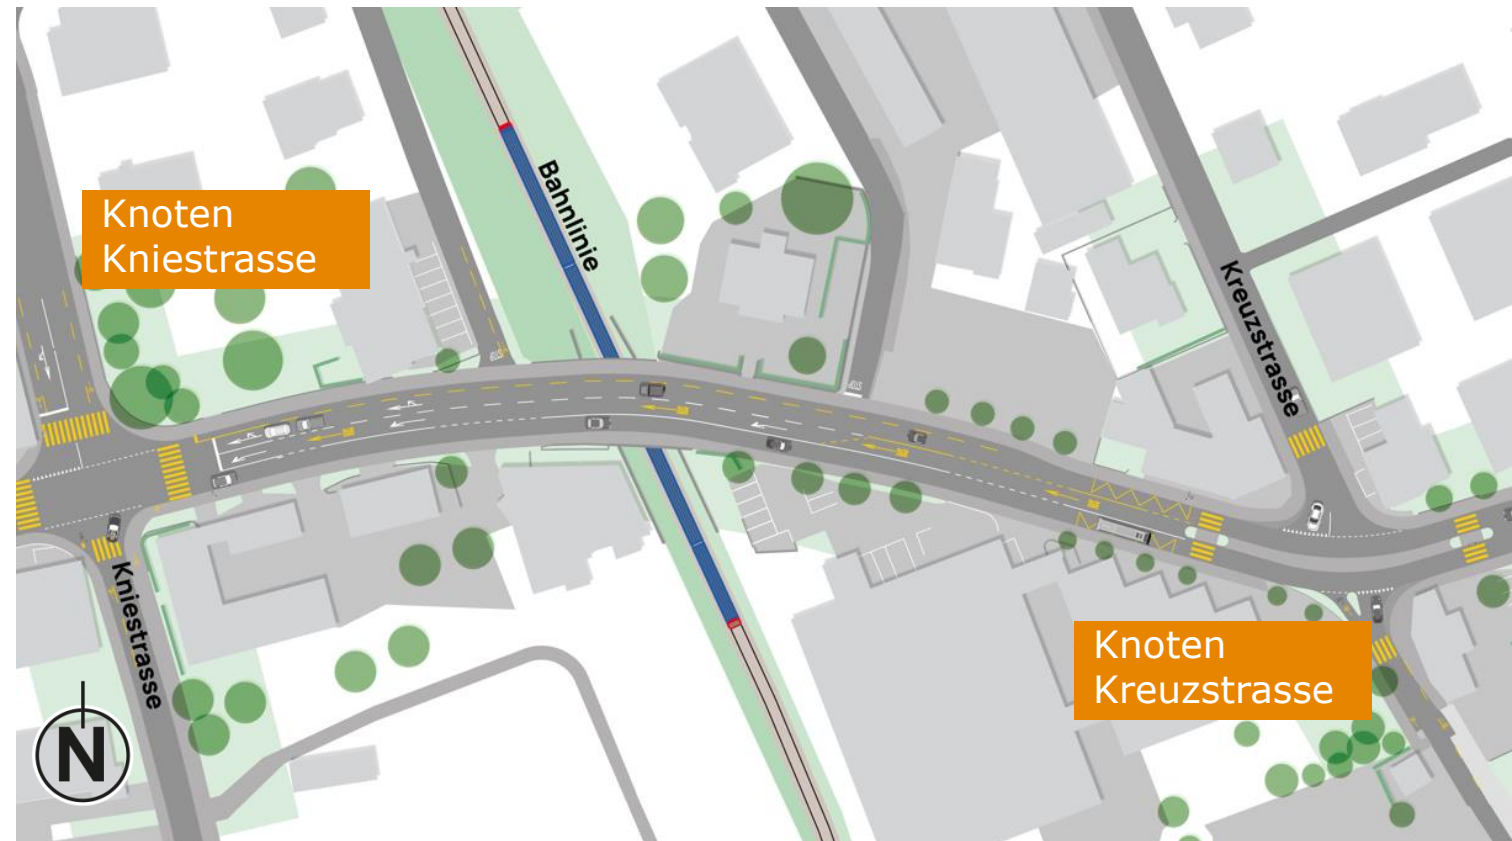 Knoten
Kniestrasse
Bahnlinie
Kreuzstrasse
Kniestrasse
Knoten
Kreuzstrasse
N